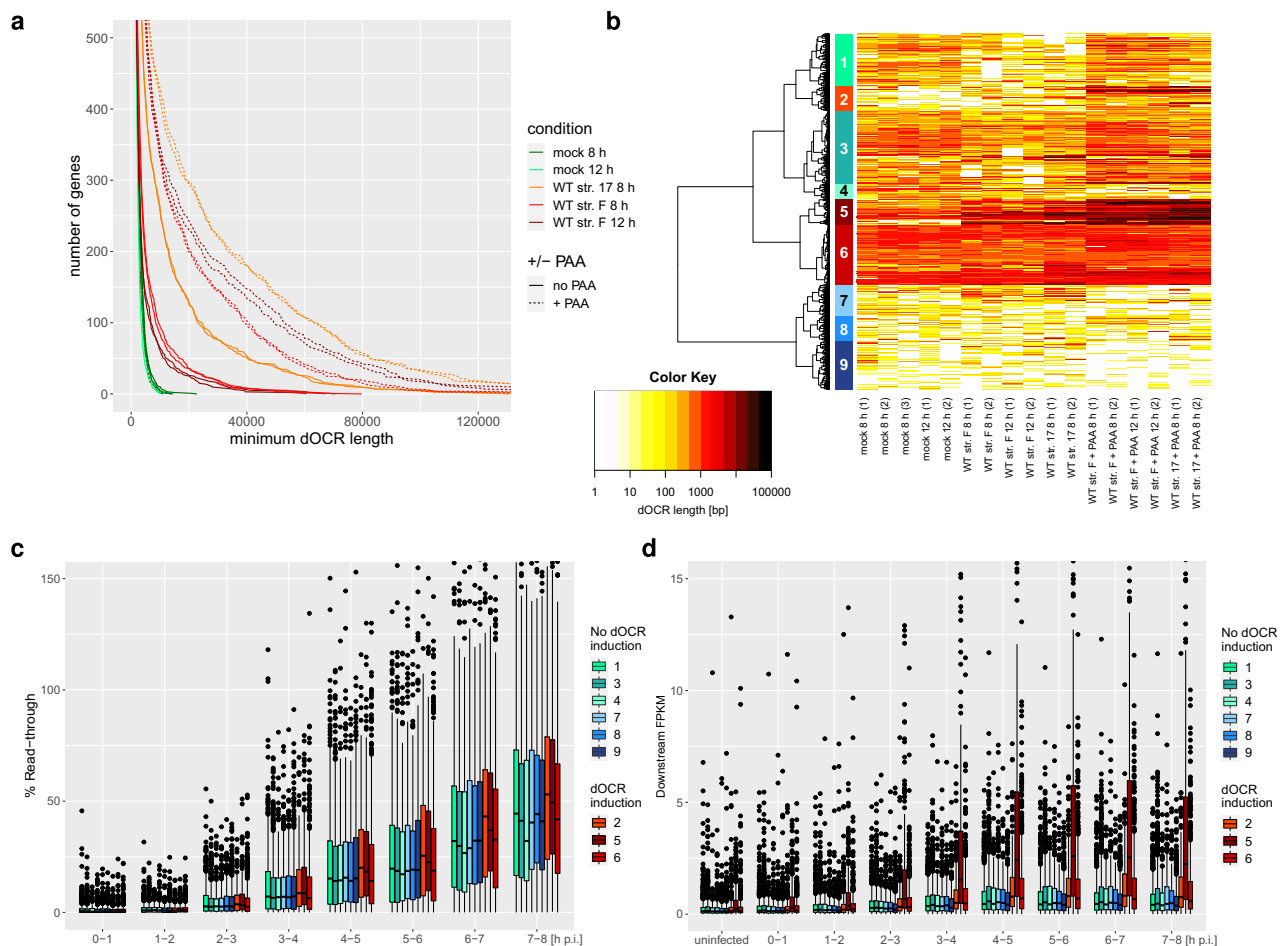 a
500
400
300
200
100
0
number of genes
0
40000
80000
120000
minimum dOCR length
condition
mock 8 h
mock 12 h
WT str. 17 8 h
WT str. F 8 h
WT str. F 12 h
+/− PAA
no PAA
+ PAA
b
1
2
3
4
5
6
7
8
9
mock 8 h (1)
mock 8 h (2)
mock 8 h (3)
mock 12 h (1)
mock 12 h (2)
WT str. F 8 h (1)
WT str. F 8 h (2)
WT str. F 12 h (1)
WT str. F 12 h (2)
WT str. 17 8 h (1)
WT str. 17 8 h (2)
WT str. F + PAA 8 h (1)
WT str. F + PAA 8 h (2)
WT str. F + PAA 12 h (1)
WT str. F + PAA 12 h (2)
WT str. 17 + PAA 8 h (1)
WT str. 17 + PAA 8 h (2)
Color Key
1
10
100
1000
100000
dOCR length [bp]
c
150
100
50
0
% Read−through
0−1
1−2
2−3
3−4
4−5
5−6
6−7
7−8 [h p.i.]
No dOCR
induction
1
3
4
7
8
9
dOCR
induction
2
5
6
d
15
10
5
0
Downstream FPKM
uninfected
0−1
1−2
2−3
3−4
4−5
5−6
6−7
7−8 [h p.i.]
No dOCR
induction
1
3
4
7
8
9
dOCR
induction
2
5
6